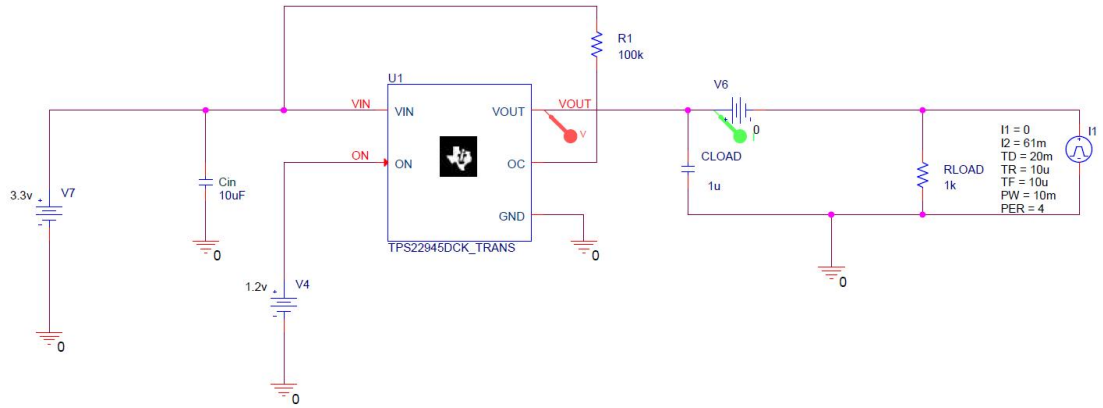 R1
100k
U1
V6
VIN
VIN
VOUT
VOUT
V
0
I1
I1 = 0
I2 = 61m
TD = 20m
TR = 10u
TF = 10u
PW = 10m
PER = 4
ON
ON
OC
CLOAD
1u
RLOAD
1k
Cin
10uF
3.3v
V7
GND
TPS22945DCK_TRANS
0
0
0
1.2v
V4
0
0